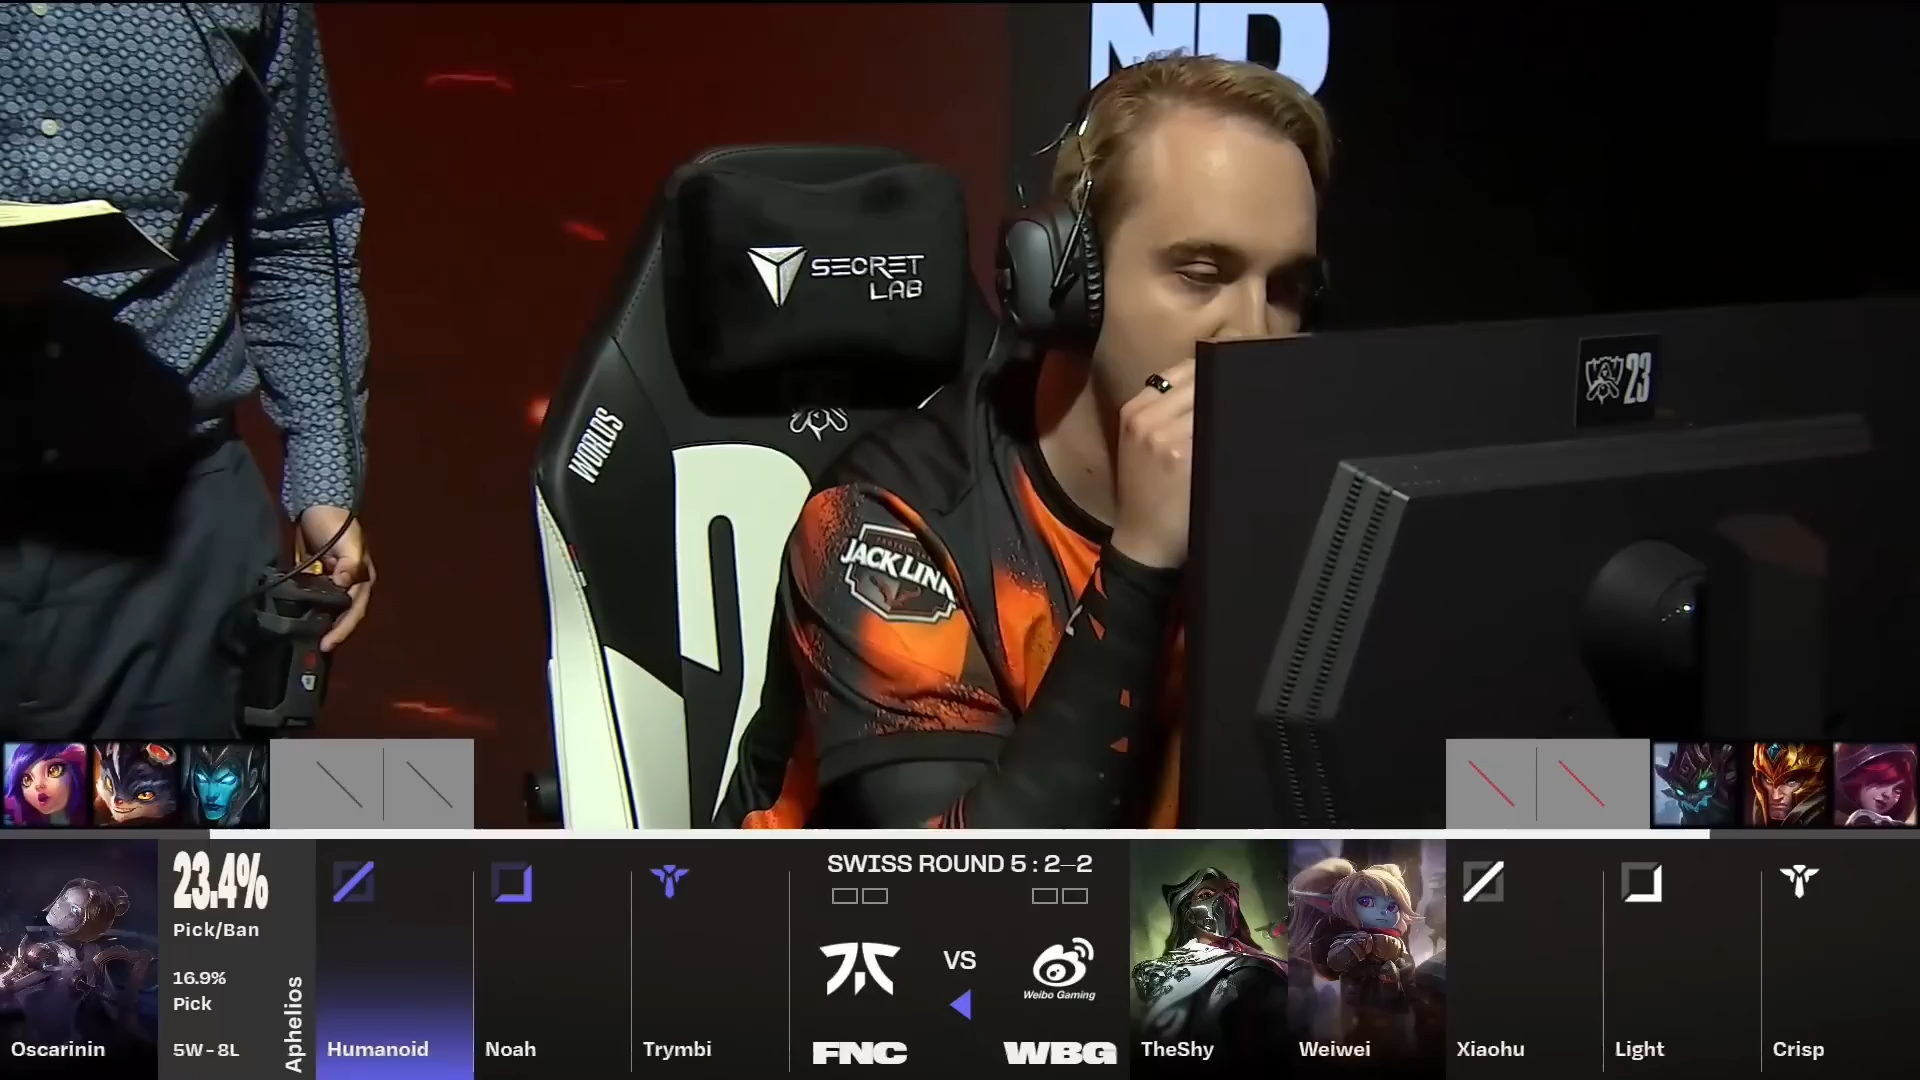 ND
SECRET
LAB
WORLDS
23
JACK LINK
23.4%
Pick/Ban
16.9%
Pick
5W-8L
Aphelios
Oscarinin
Humanoid
Noah
Trymbi
SWISS ROUND 5 : 2–2
VS
Weibo Gaming
FNC
WBG
TheShy
Weiwei
Xiaohu
Light
Crisp